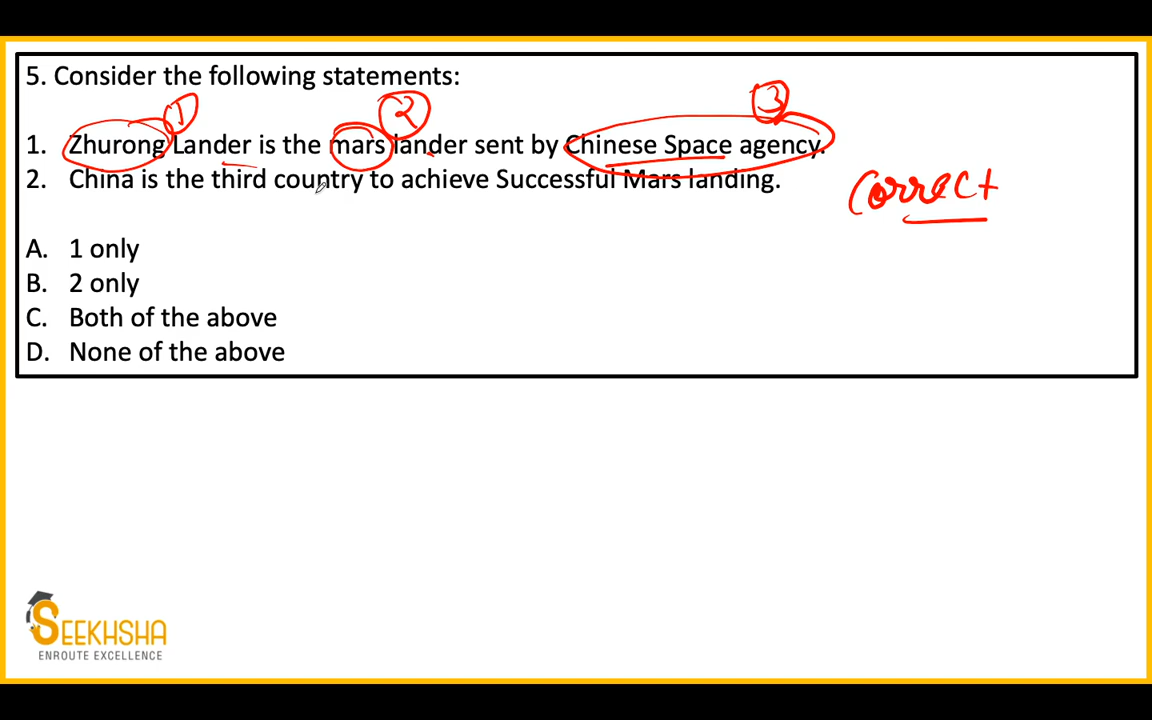 5. Consider the following statements:
1 2 3
1. Zhurong Lander is the mars lander sent by Chinese Space agency.
2. China is the third country to achieve Successful Mars landing.
Correct
A. 1 only
B. 2 only
C. Both of the above
D. None of the above
SEEKHSHA
ENROUTE EXCELLENCE